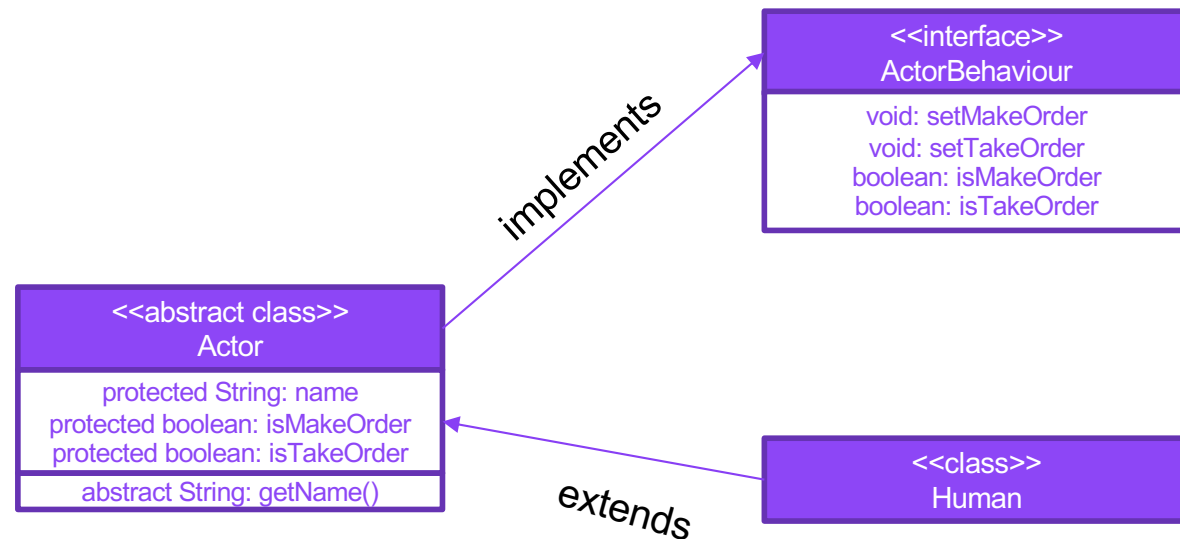 <<interface>>
ActorBehaviour
void: setMakeOrder
void: setTakeOrder
boolean: isMakeOrder
boolean: isTakeOrder
implements
<<abstract class>>
Actor
protected String: name
protected boolean: isMakeOrder
protected boolean: isTakeOrder
abstract String: getName()
extends
<<class>>
Human